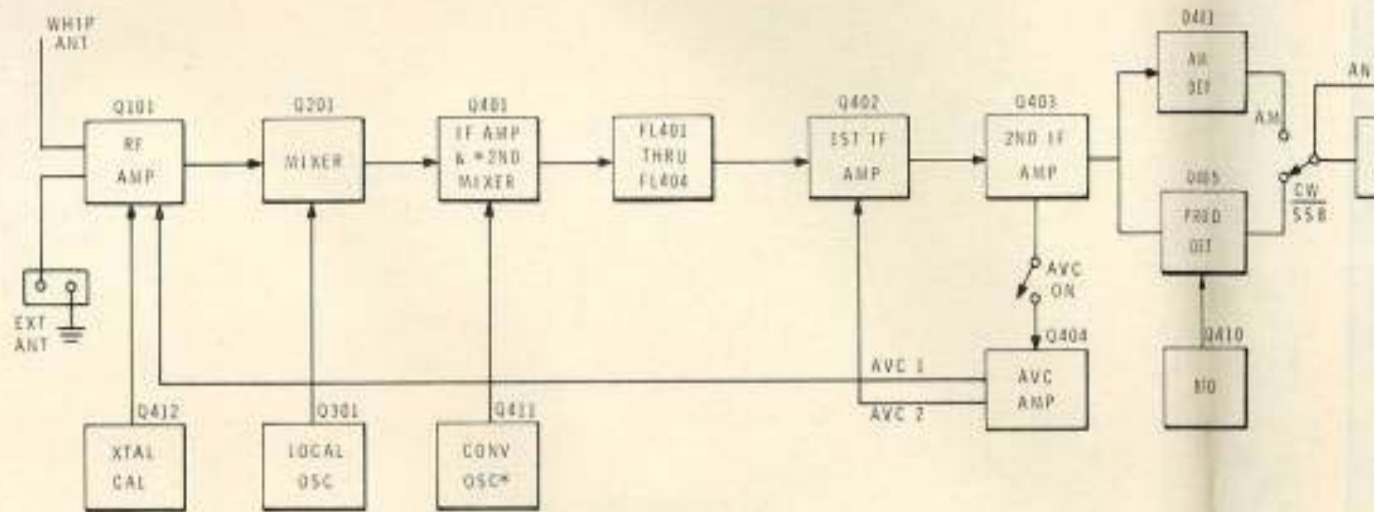 WHIP
ANT
Q101
RF
AMP
Q201
MIXER
Q401
IF AMP
& *2ND
MIXER
FL401
THRU
FL404
Q402
1ST IF
AMP
Q403
2ND IF
AMP
AM
DET
AM
AN
PROD
DET
CW
SSB
AVC
ON
EXT
ANT
Q404
AVC
AMP
AVC 1
AVC 2
Q410
BFO
Q412
XTAL
CAL
Q301
LOCAL
OSC
Q411
CONV
OSC*